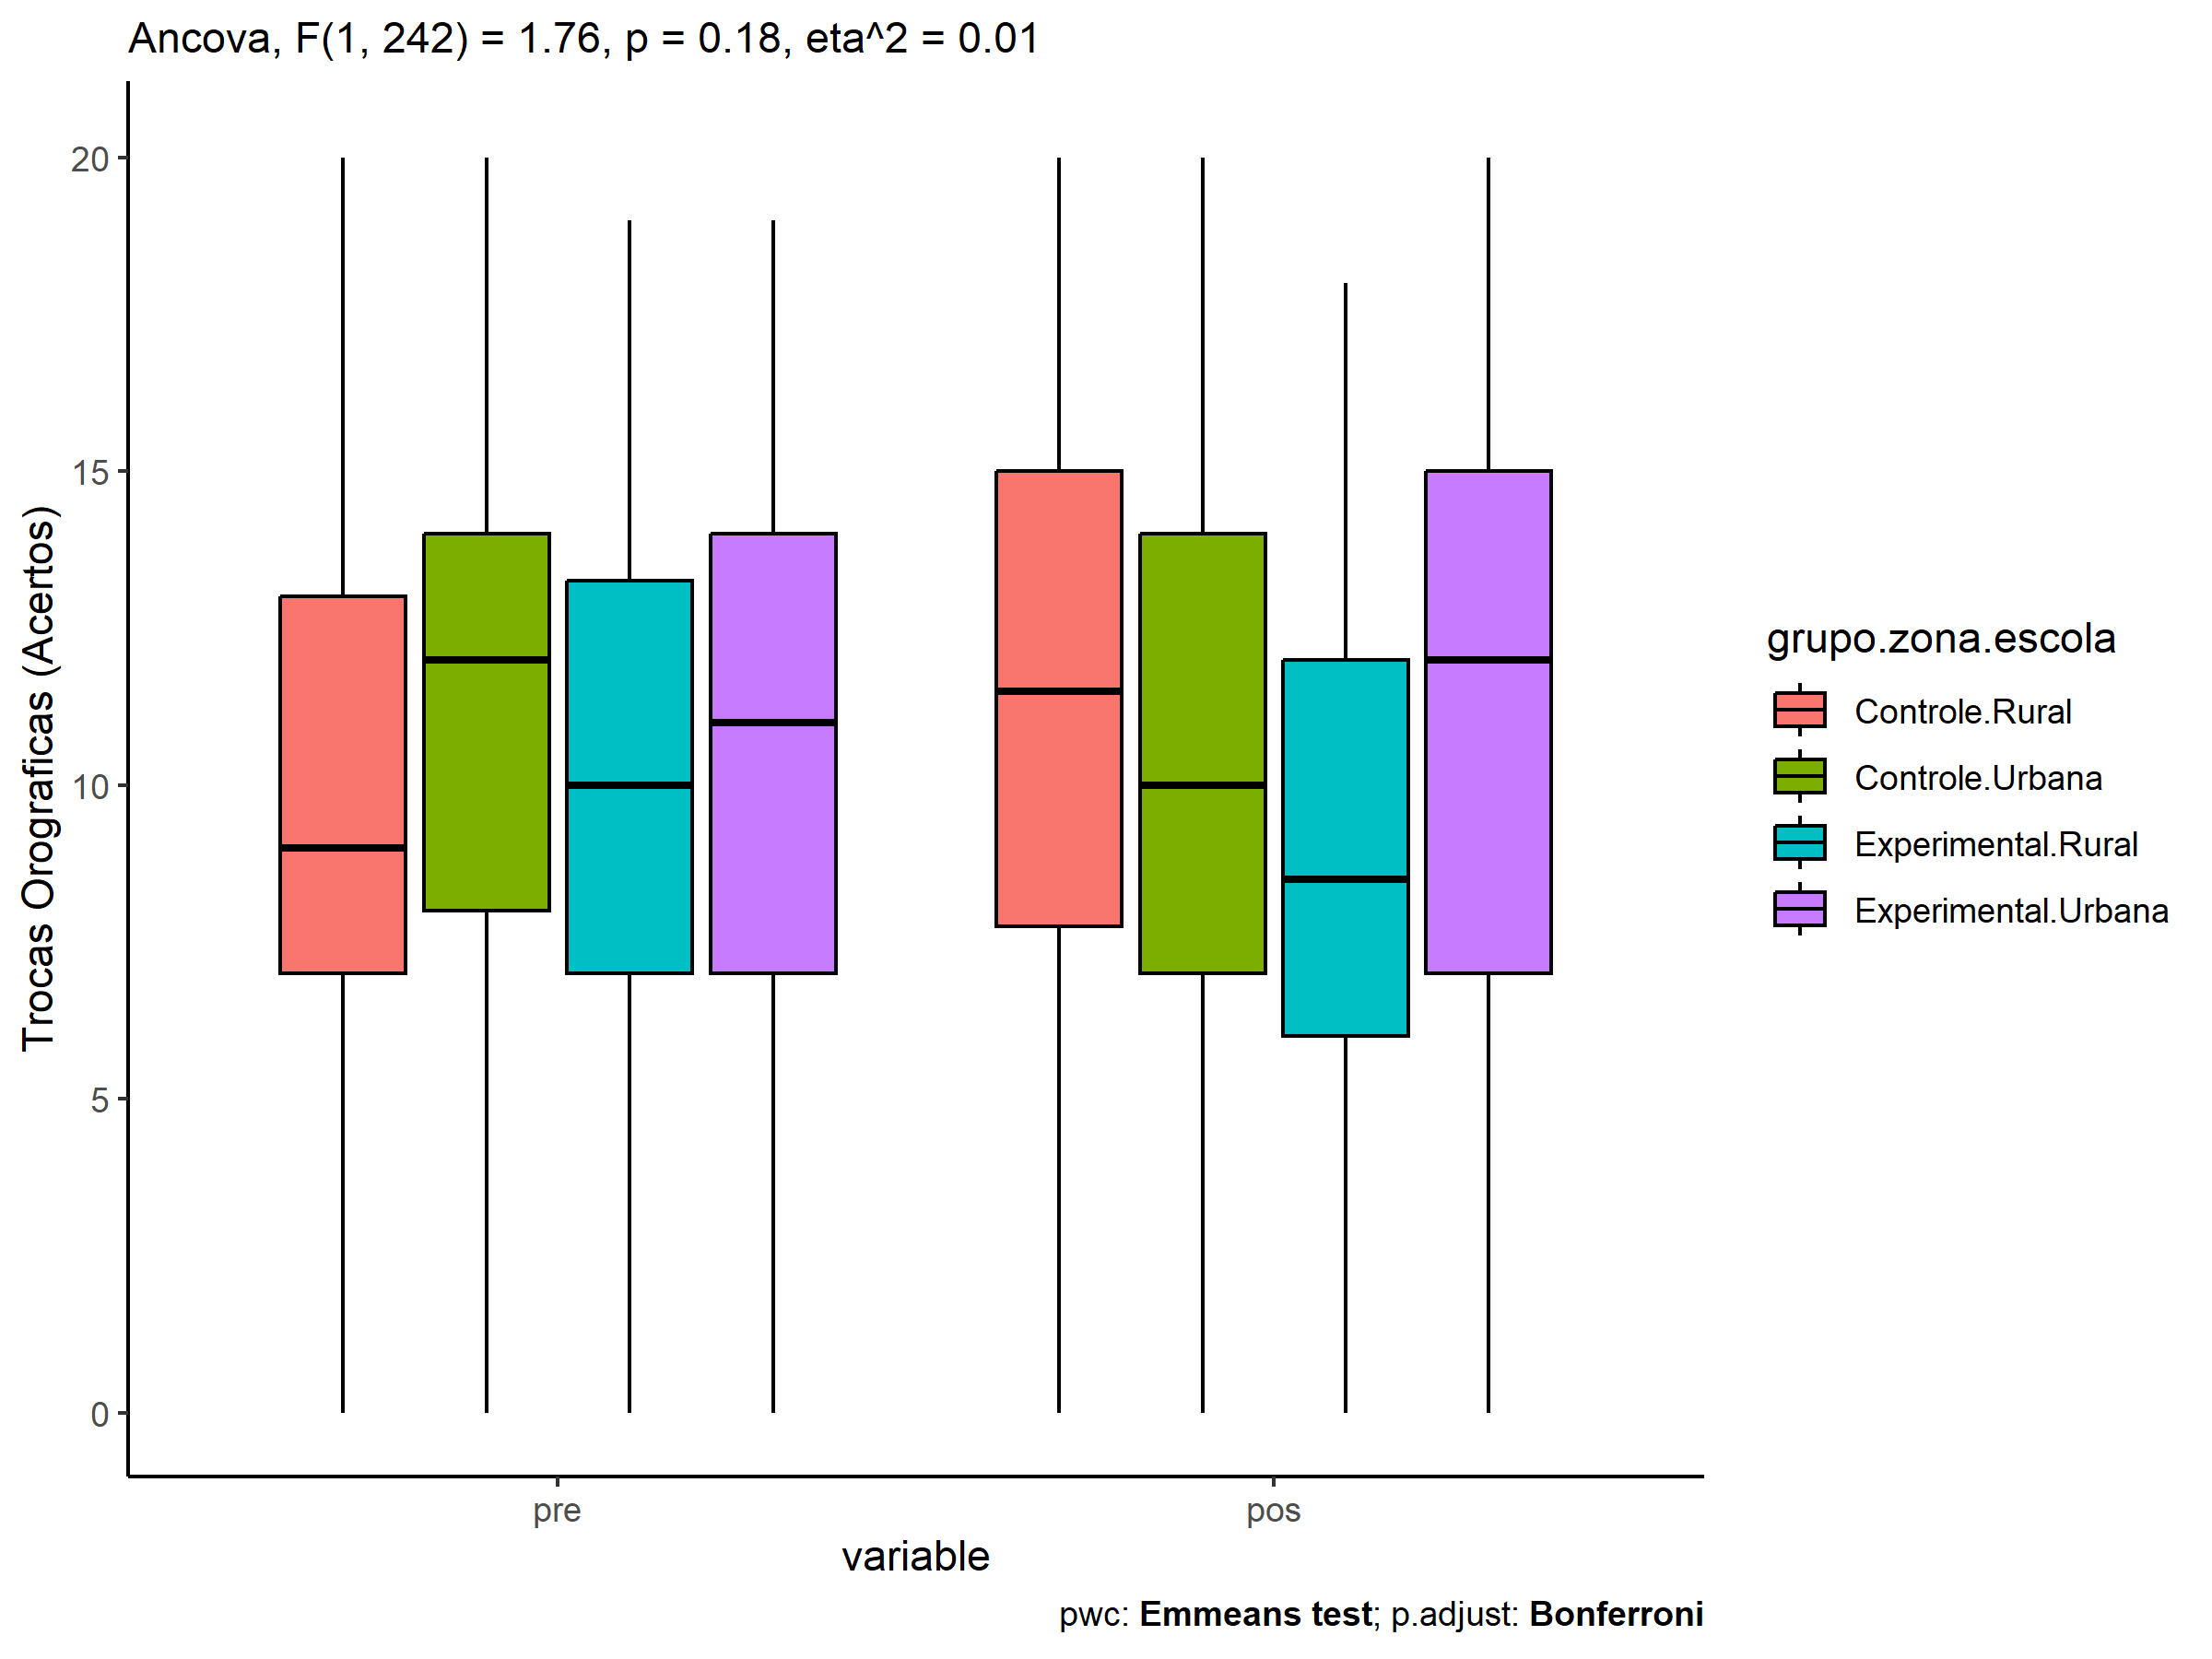 Ancova, F(1, 242) = 1.76, p = 0.18, eta^2 = 0.01
Trocas Orograficas (Acertos)
20
15
10
5
0
pre
pos
variable
grupo.zona.escola
Controle.Rural
Controle.Urbana
Experimental.Rural
Experimental.Urbana
pwc: Emmeans test; p.adjust: Bonferroni